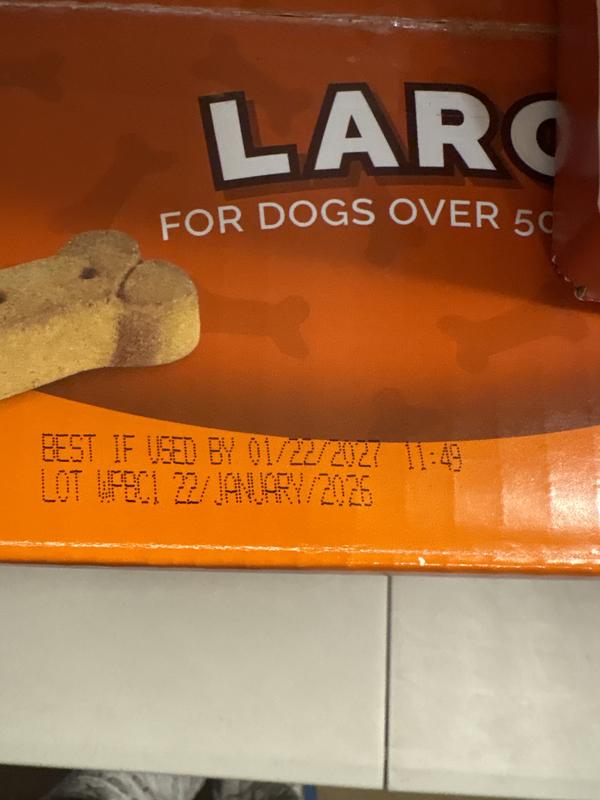 LARG
FOR DOGS OVER 50
BEST IF USED BY 01/22/2027 11:49
LOT WFBC1 22/JANUARY/2026